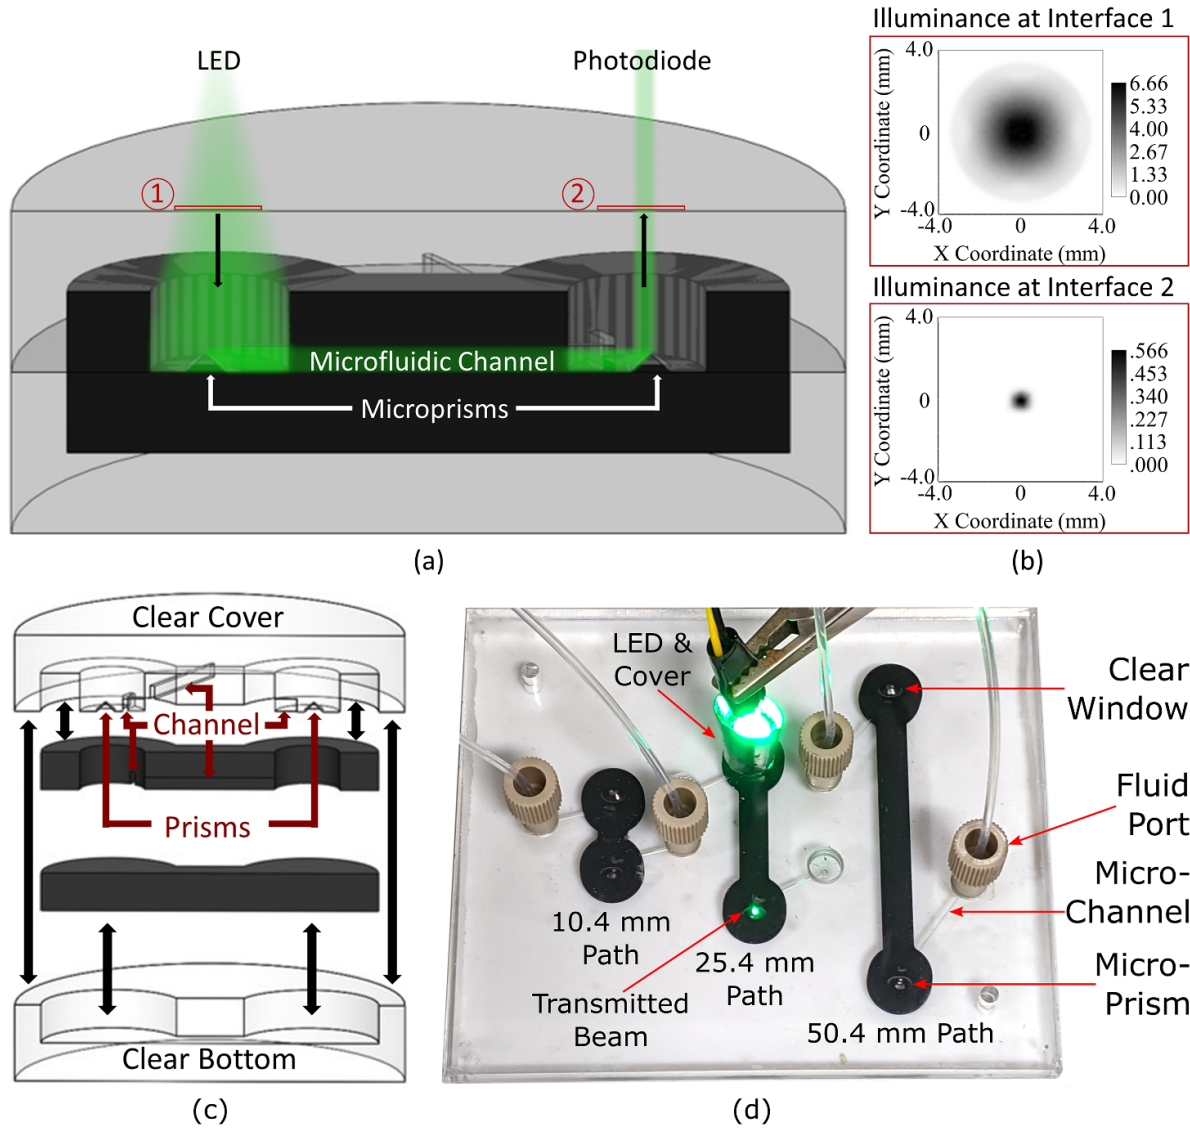 LED
Photodiode
1
2
Microfluidic Channel
Microprisms
(a)
Illuminance at Interface 1
Y Coordinate (mm)
4.0
0
-4.0
-4.0 0 4.0
X Coordinate (mm)
6.66
5.33
4.00
2.67
1.33
0.00
Illuminance at Interface 2
Y Coordinate (mm)
4.0
0
-4.0
-4.0 0 4.0
X Coordinate (mm)
.566
.453
.340
.227
.113
.000
(b)
Clear Cover
Channel
Prisms
Clear Bottom
(c)
LED &
Cover
Clear
Window
Fluid
Port
Micro-
Channel
Micro-
Prism
10.4 mm
Path
25.4 mm
Path
Transmitted
Beam
50.4 mm Path
(d)